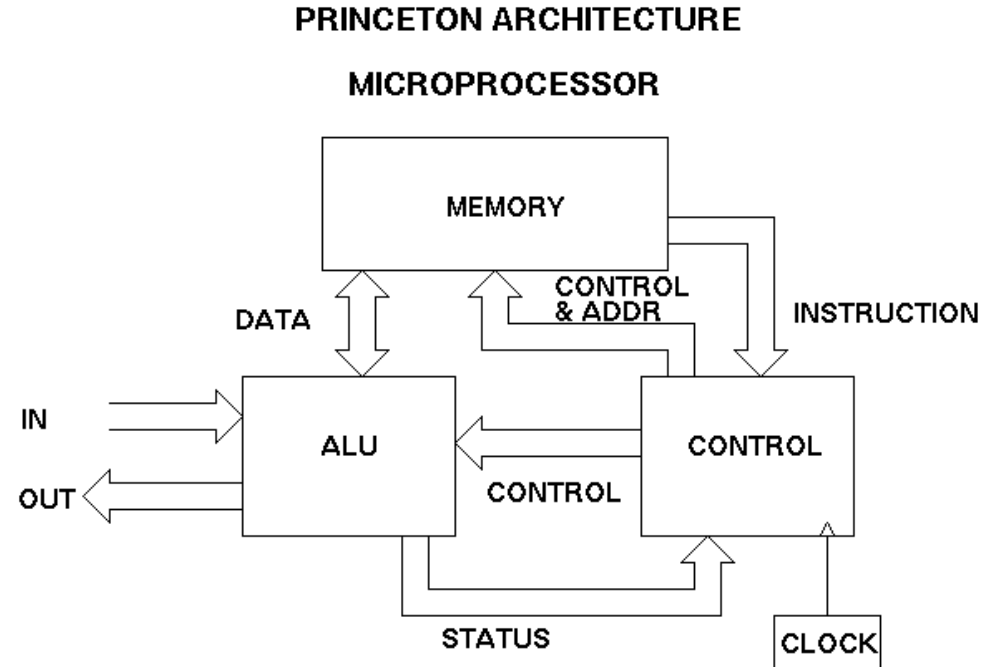 PRINCETON ARCHITECTURE
MICROPROCESSOR
MEMORY
CONTROL
& ADDR
DATA
INSTRUCTION
IN
ALU
CONTROL
OUT
CONTROL
STATUS
CLOCK